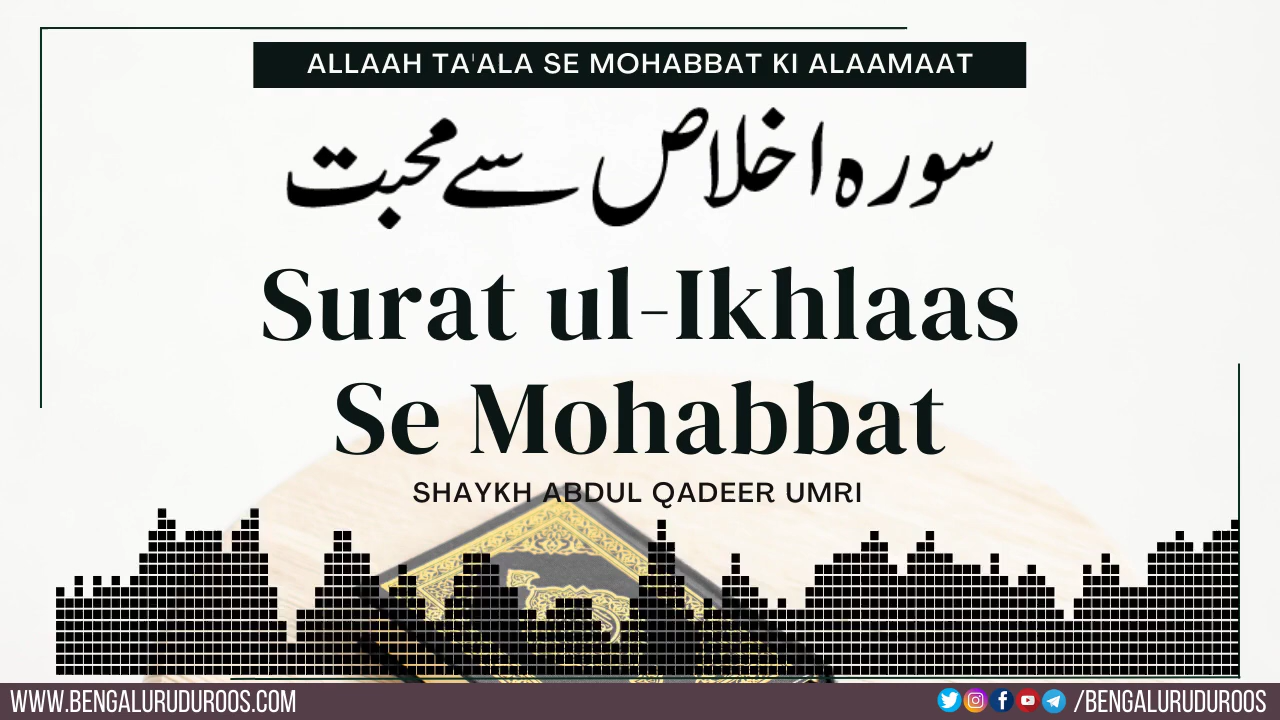 ALLAAH TA'ALA SE MOHABBAT KI ALAAMAAT
سورہ اخلاص سے محبت
Surat ul-Ikhlaas
Se Mohabbat
SHAYKH ABDUL QADEER UMRI
WWW.BENGALURUDUROOS.COM
/BENGALURUDUROOS